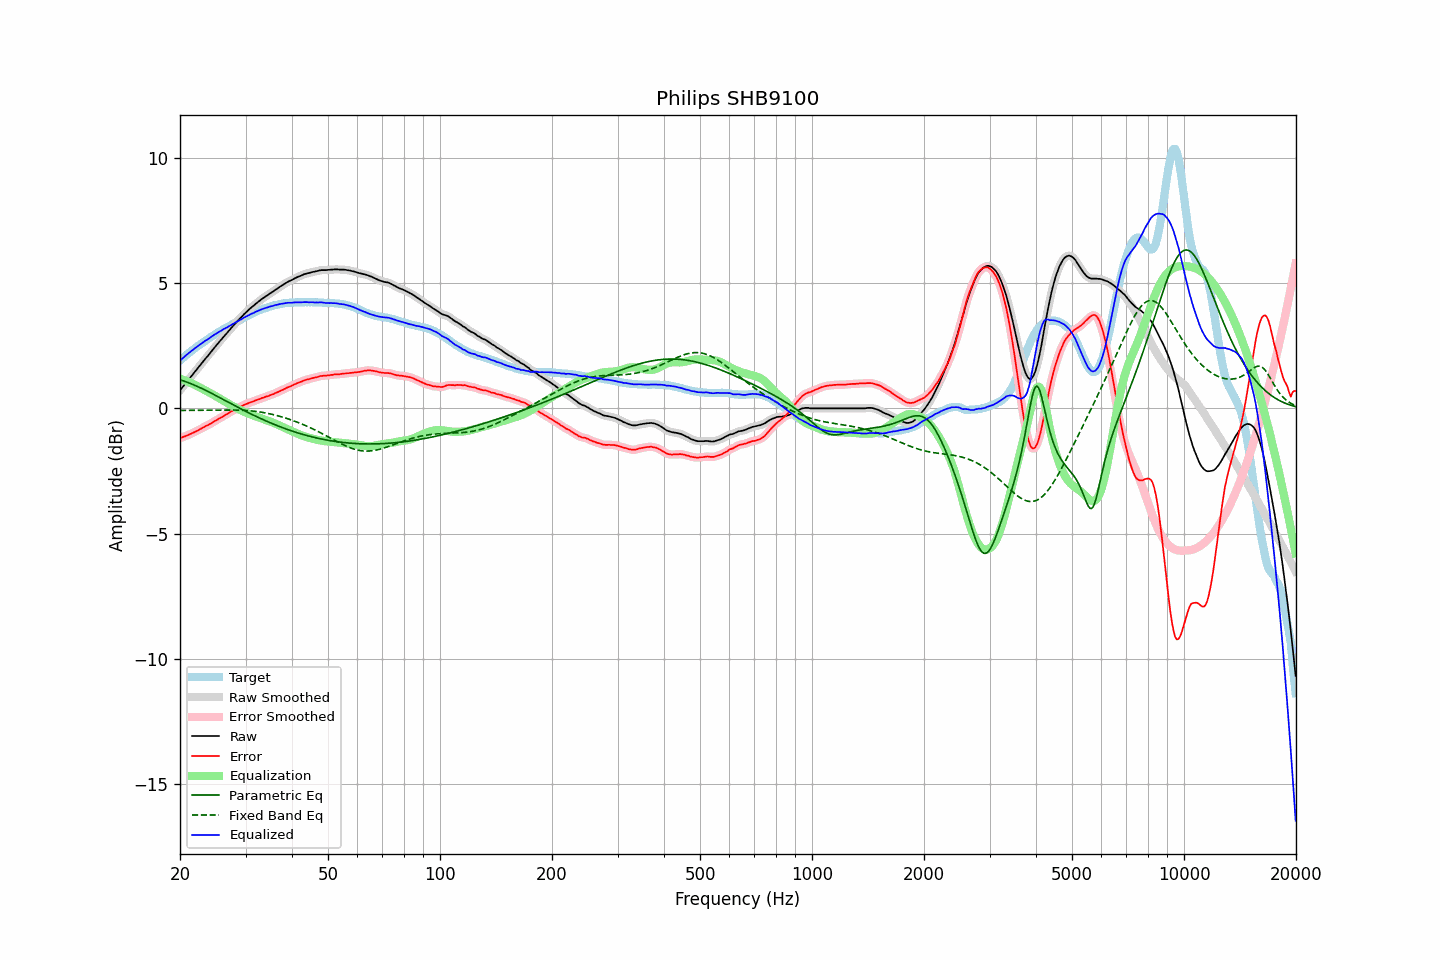 Philips SHB9100
10
5
0
−5
−10
−15
Amplitude (dBr)
Target
Raw Smoothed
Error Smoothed
Raw
Error
Equalization
Parametric Eq
Fixed Band Eq
Equalized
20 50 100 200 500 1000 2000 5000 10000 20000
Frequency (Hz)